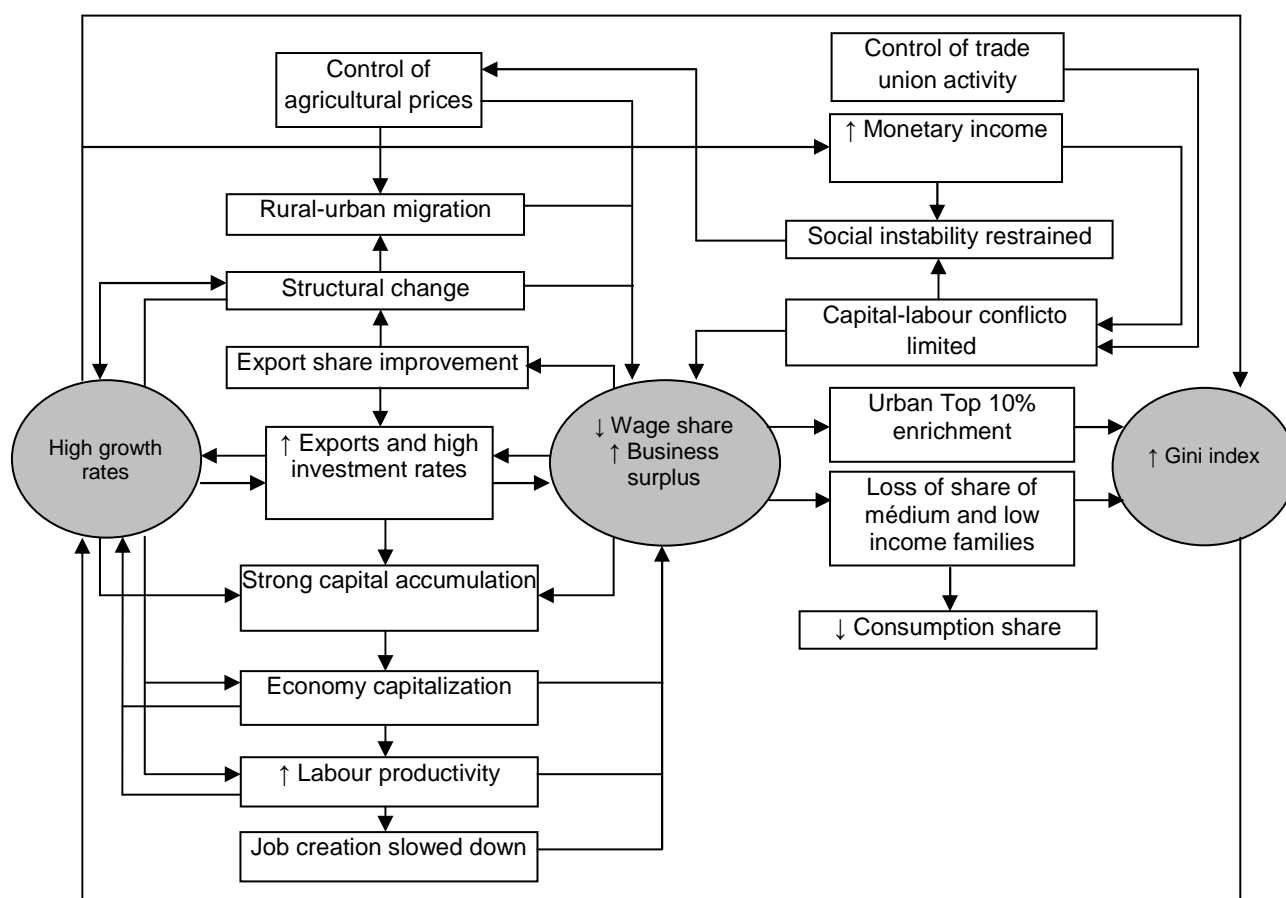 Control of
agricultural prices
Control of trade
union activity
↑ Monetary income
Rural-urban migration
Social instability restrained
Structural change
Capital-labour conflicto
limited
Export share improvement
High growth
rates
↑ Exports and high
investment rates
↓ Wage share
↑ Business
surplus
Urban Top 10%
enrichment
↑ Gini index
Loss of share of
médium and low
income families
Strong capital accumulation
↓ Consumption share
Economy capitalization
↑ Labour productivity
Job creation slowed down